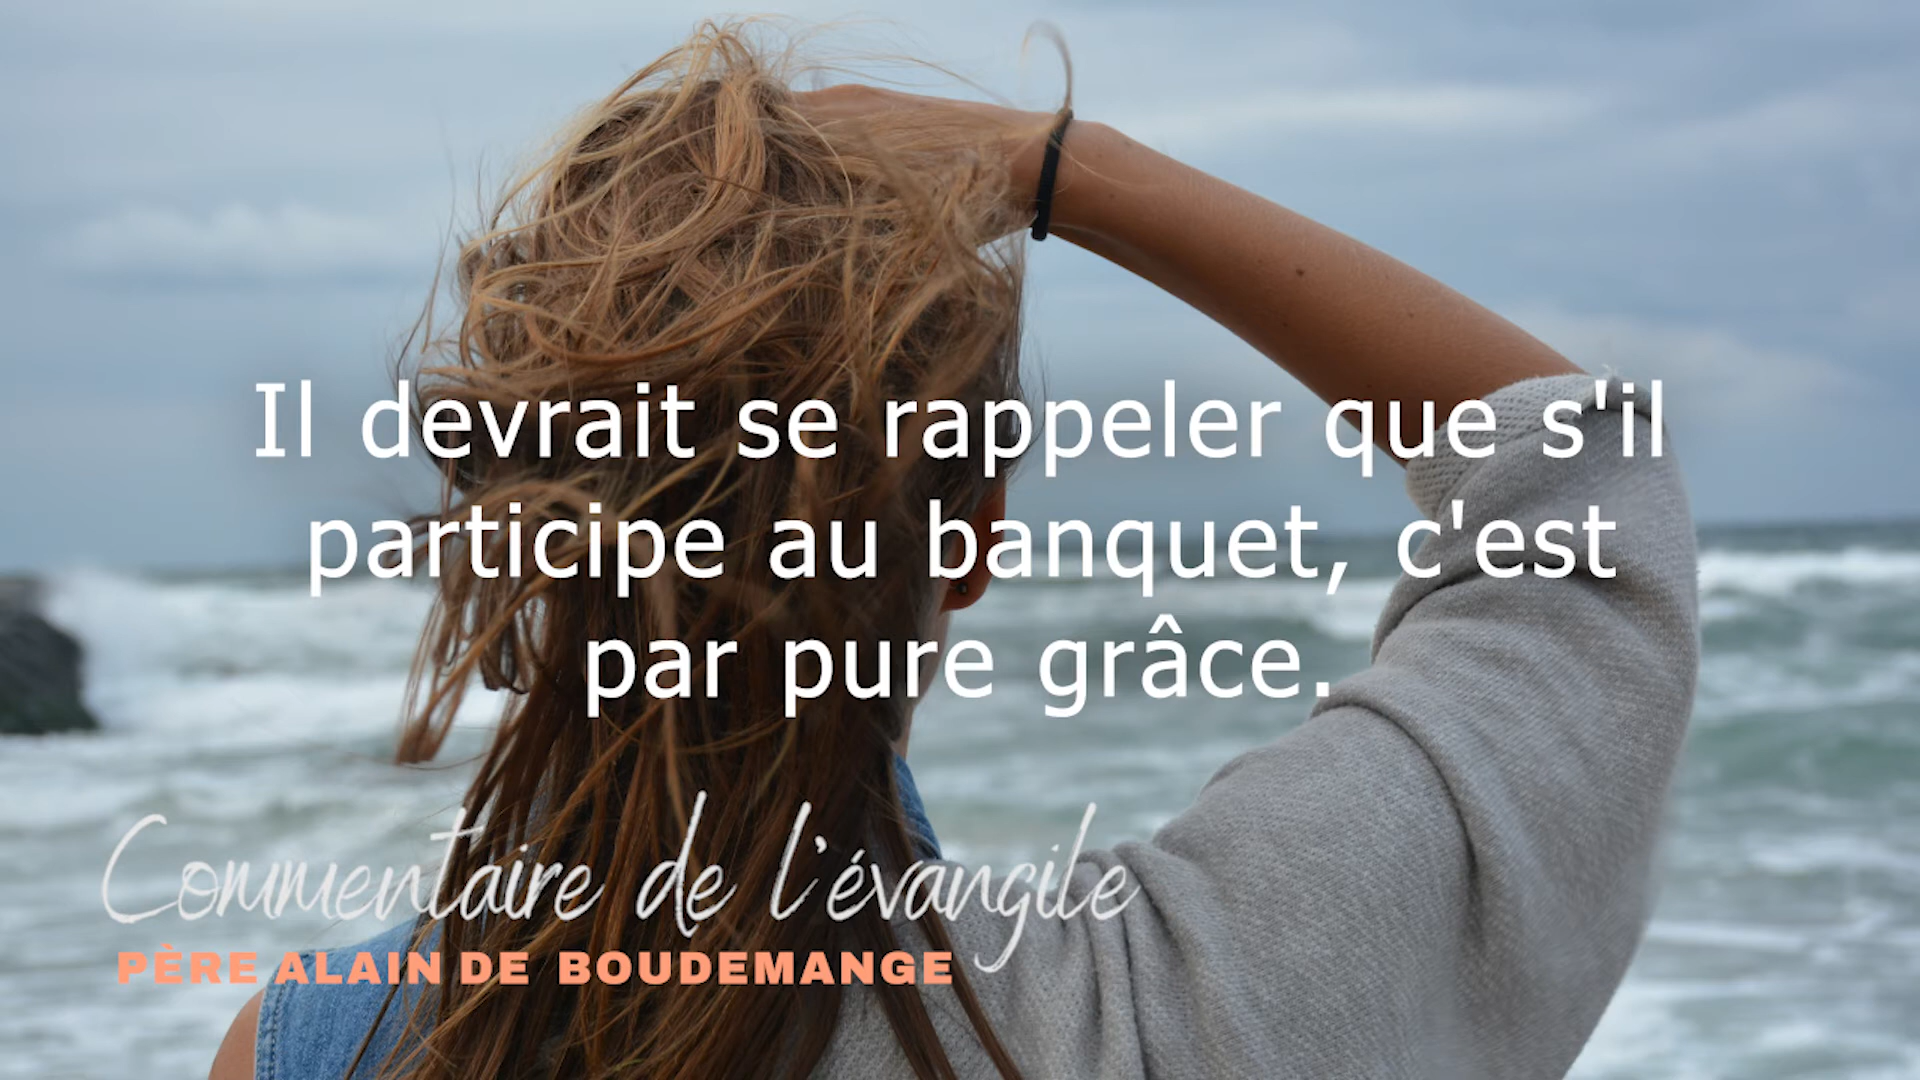 Il devrait se rappeler que s'il
participe au banquet, c'est
par pure grâce.
Commentaire de l'évangile
PÈRE ALAIN DE BOUDEMANGE